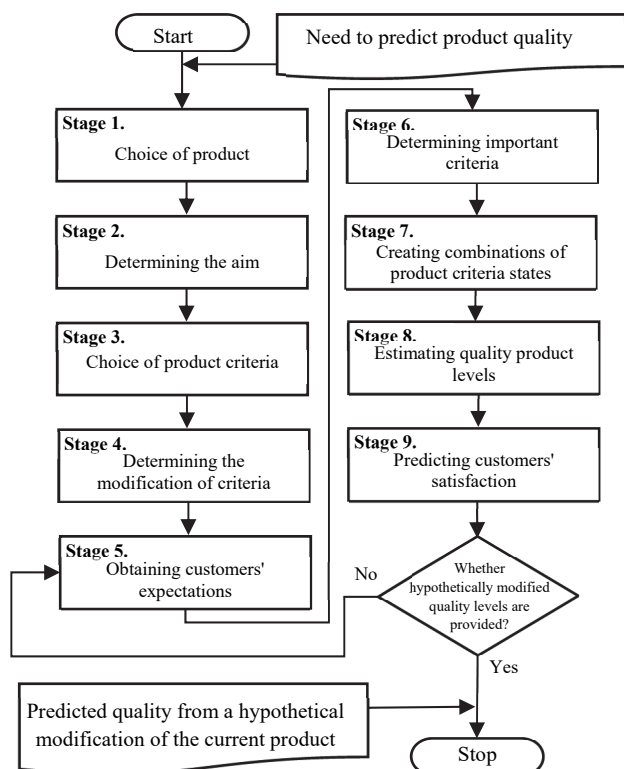 Start
Need to predict product quality
Stage 1.
Choice of product
Stage 2.
Determining the aim
Stage 3.
Choice of product criteria
Stage 4
Determining the
modification of criteria
Stage 5.
Obtaining customers'
expectations
Stage 6.
Determining important
criteria
Stage 7.
Creating combinations of
product criteria states
Stage 8.
Estimating quality product
levels
Stage 9.
Predicting customers'
satisfaction
Whether
hypothetically modified
quality levels are
provided?
No
Yes
Predicted quality from a hypothetical
modification of the current product
Stop